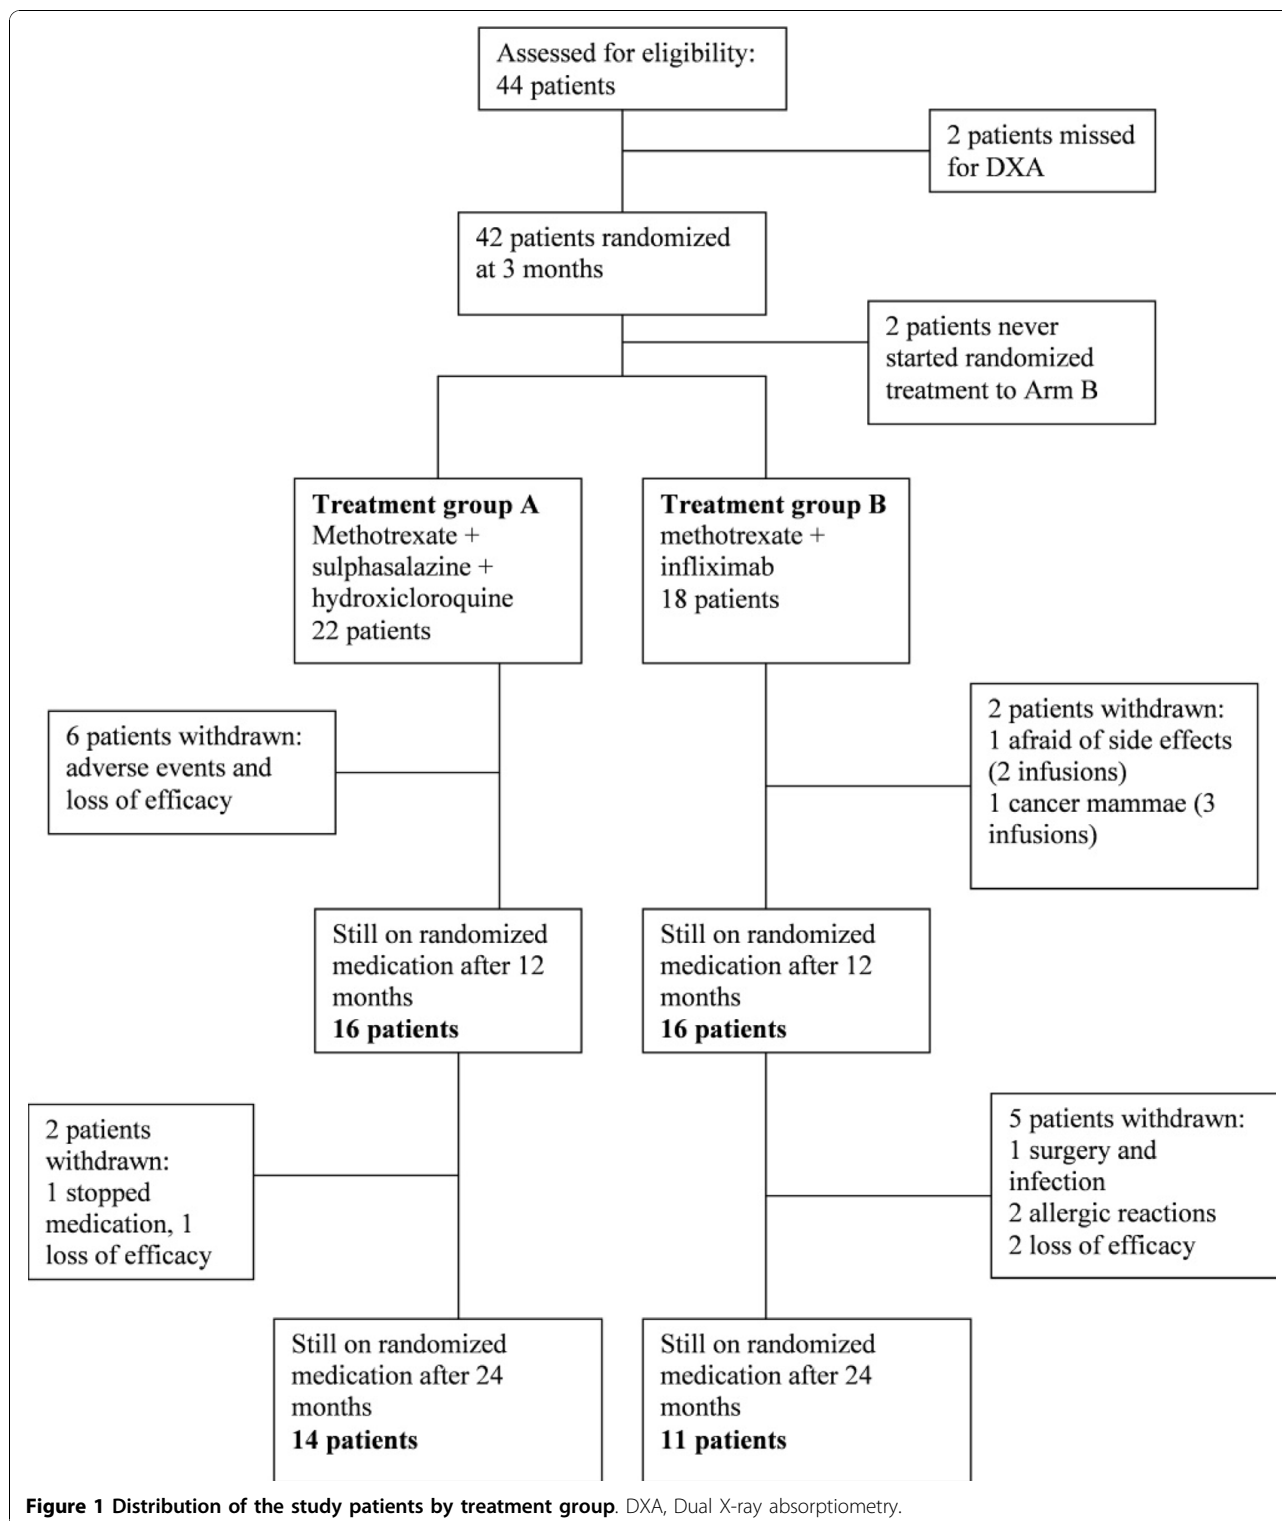 Assessed for eligibility:
44 patients
2 patients missed
for DXA
42 patients randomized
at 3 months
2 patients never
started randomized
treatment to Arm B
Treatment group A
Methotrexate +
sulphasalazine +
hydroxicloroquine
22 patients
Treatment group B
methotrexate +
infliximab
18 patients
6 patients withdrawn:
adverse events and
loss of efficacy
2 patients withdrawn:
1 afraid of side effects
(2 infusions)
1 cancer mammae (3
infusions)
Still on randomized
medication after 12
months
16 patients
Still on randomized
medication after 12
months
16 patients
2 patients
withdrawn:
1 stopped
medication, 1
loss of efficacy
5 patients withdrawn:
1 surgery and
infection
2 allergic reactions
2 loss of efficacy
Still on randomized
medication after 24
months
14 patients
Still on randomized
medication after 24
months
11 patients
Figure 1 Distribution of the study patients by treatment group. DXA, Dual X-ray absorptiometry.